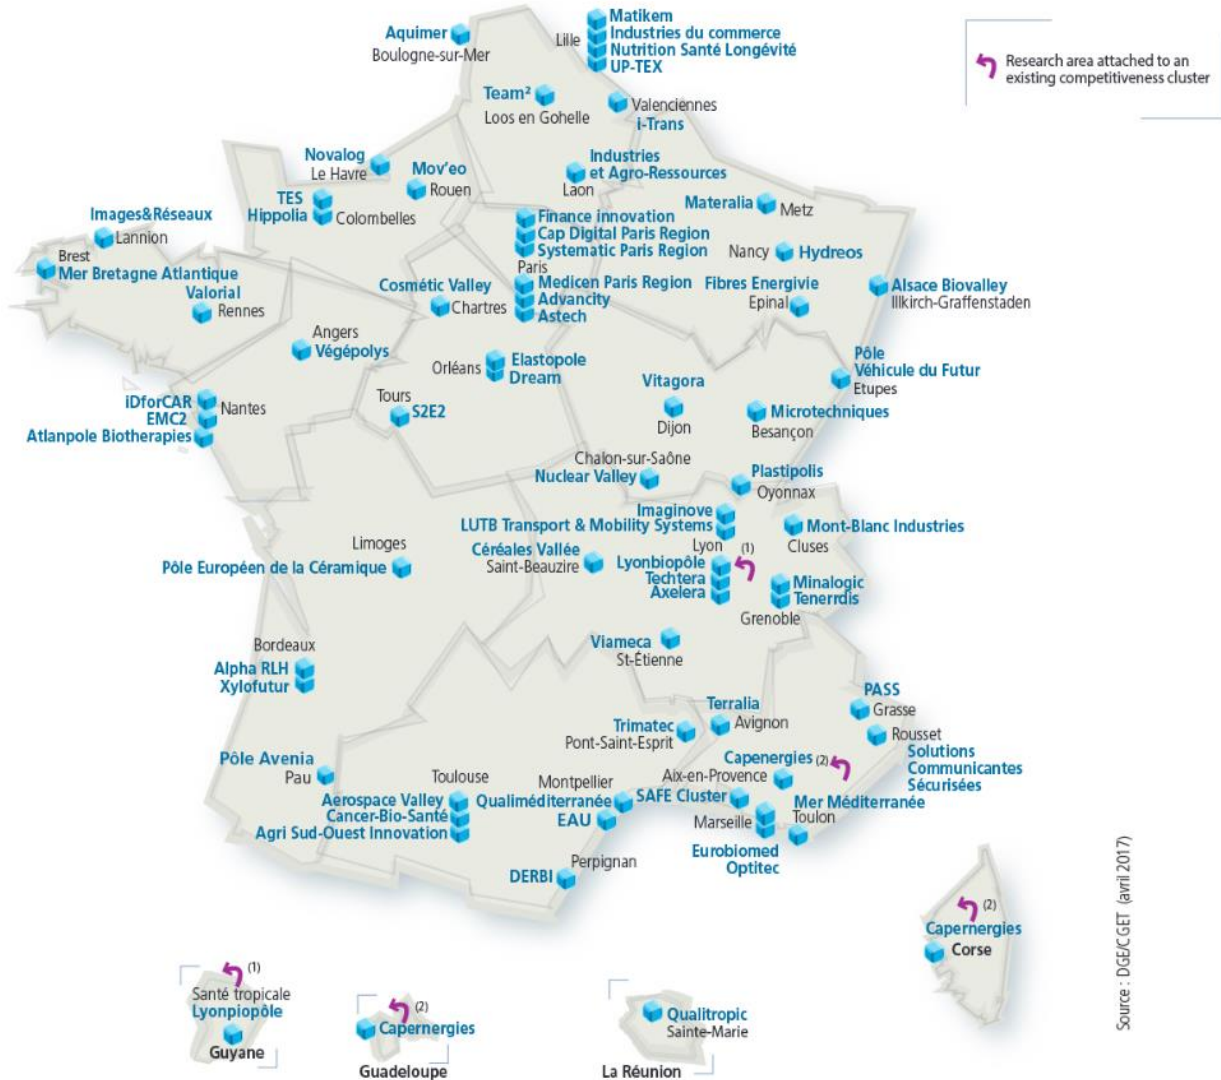 Matikem
Industries du commerce
Nutrition Santé Longévité
UP-TEX
Lille
Aquimer
Boulogne-sur-Mer
Research area attached to an
existing competitiveness cluster
Team²
Loos en Gohelle
Valenciennes
i-Trans
Novalog
Le Havre
Mov'eo
Rouen
Industries
et Agro-Ressources
Laon
TES
Hippolia
Colombelles
Materalia
Metz
Images&Réseaux
Lannion
Finance innovation
Cap Digital Paris Region
Systematic Paris Region
Paris
Medicen Paris Region
Advancity
Astech
Nancy
Hydreos
Brest
Mer Bretagne Atlantique
Valorial
Rennes
Cosmétic Valley
Chartres
Fibres Energivie
Epinal
Alsace Biovalley
Illkirch-Graffenstaden
Angers
Végépolys
Orléans
Elastopole
Dream
Pôle
Véhicule du Futur
Etupes
iDforCAR
EMC2
Nantes
Atlanpole Biotherapies
Tours
S2E2
Vitagora
Dijon
Microtechniques
Besançon
Chalon-sur-Saône
Nuclear Valley
Plastipolis
Oyonnax
Imaginove
LUTB Transport & Mobility Systems
Lyon
(1)
Lyonbiopôle
Techtera
Axelera
Mont-Blanc Industries
Cluses
Limoges
Pôle Européen de la Céramique
Céréales Vallée
Saint-Beauzire
Minalogic
Tenerrdis
Grenoble
Bordeaux
Alpha RLH
Xylofutur
Viameca
St-Étienne
PASS
Grasse
Terralia
Avignon
Trimatec
Pont-Saint-Esprit
Rousset
Solutions
Communicantes
Sécurisées
Pôle Avenia
Pau
Toulouse
Aerospace Valley
Cancer-Bio-Santé
Agri Sud-Ouest Innovation
Montpellier
Qualiméditerranée
EAU
Capenergies (2)
Aix-en-Provence
SAFE Cluster
Mer Méditerranée
Toulon
Marseille
Eurobiomed
Optitec
Perpignan
DERBI
(2)
Capernergies
Corse
Source : DGE/CGET (avril 2017)
(1)
Santé tropicale
Lyonpiopôle
Guyane
(2)
Capernergies
Guadeloupe
Qualitropic
Sainte-Marie
La Réunion